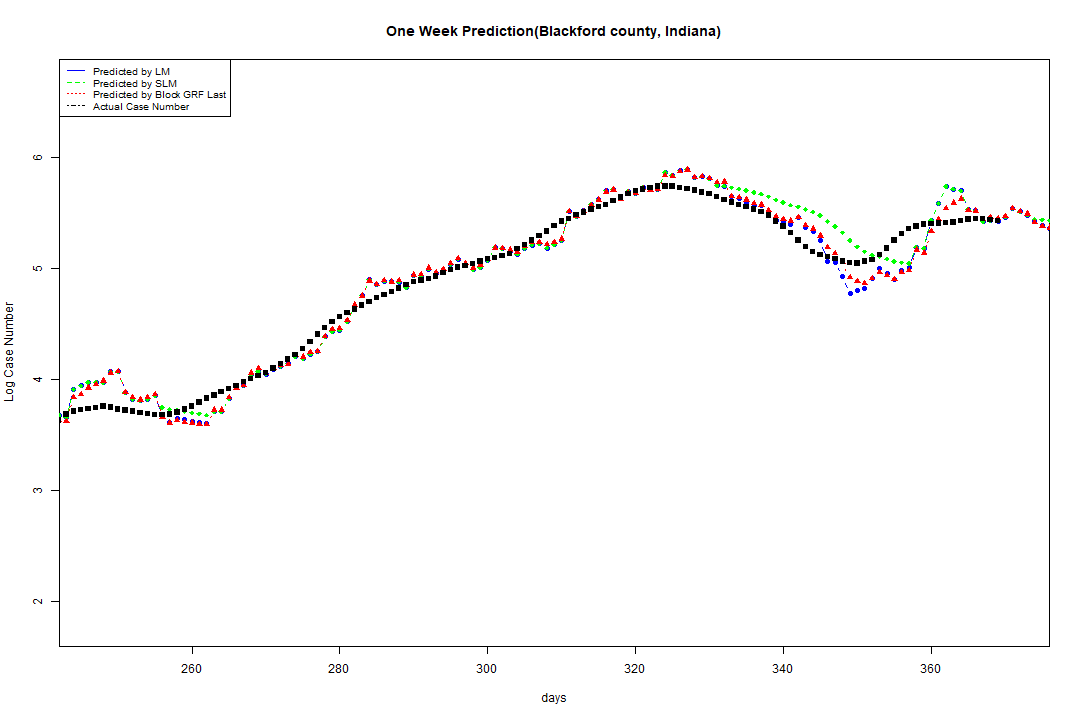 One Week Prediction(Blackford county, Indiana)
Predicted by LM
Predicted by SLM
Predicted by Block GRF Last
Actual Case Number
6
5
4
3
2
Log Case Number
260 280 300 320 340 360
days